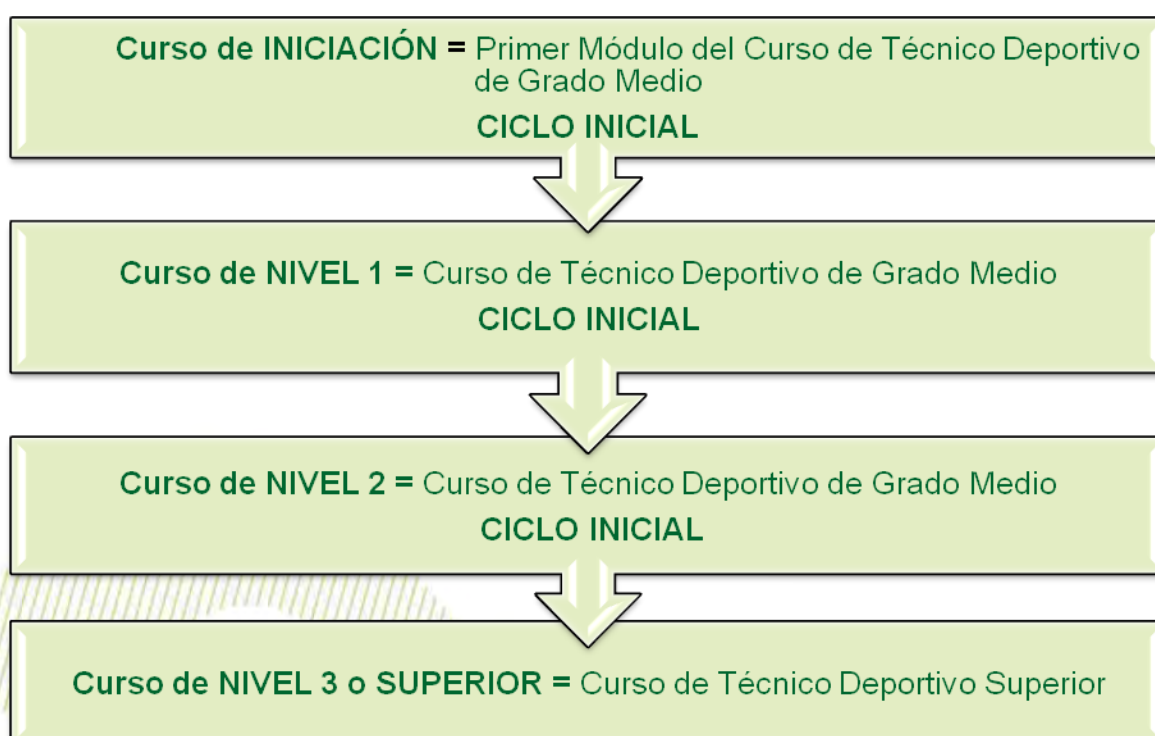 Curso de INICIACIÓN = Primer Módulo del Curso de Técnico Deportivo
de Grado Medio
CICLO INICIAL
Curso de NIVEL 1 = Curso de Técnico Deportivo de Grado Medio
CICLO INICIAL
Curso de NIVEL 2 = Curso de Técnico Deportivo de Grado Medio
CICLO INICIAL
Curso de NIVEL 3 o SUPERIOR = Curso de Técnico Deportivo Superior